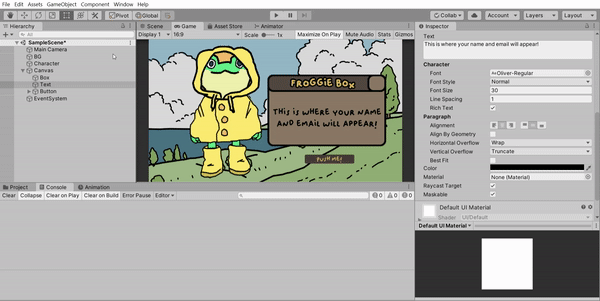 File Edit Assets GameObject Component Window Help
Pivot Global Collab Account Layers Layout
Hierarchy
All
SampleScene*
Main Camera
BG
Character
Canvas
Box
Text
Button
EventSystem
Scene Game Asset Store Animator
Display 1 16:9 Scale 1x Maximize On Play Mute Audio Stats Gizmos
FROGGIE BOX
THIS IS WHERE YOUR NAME
AND EMAIL WILL APPEAR!
PUSH ME!
Project Console Animation
Clear Collapse Clear on Play Clear on Build Error Pause Editor 0 0 0
Inspector
Text
This is where your name and email will appear!
Character
Font Oliver-Regular
Font Style Normal
Font Size 30
Line Spacing 1
Rich Text
Paragraph
Alignment
Align By Geometry
Horizontal Overflow Wrap
Vertical Overflow Truncate
Best Fit
Color
Material None (Material)
Raycast Target
Maskable
Default UI Material
Shader UI/Default
Default UI Material